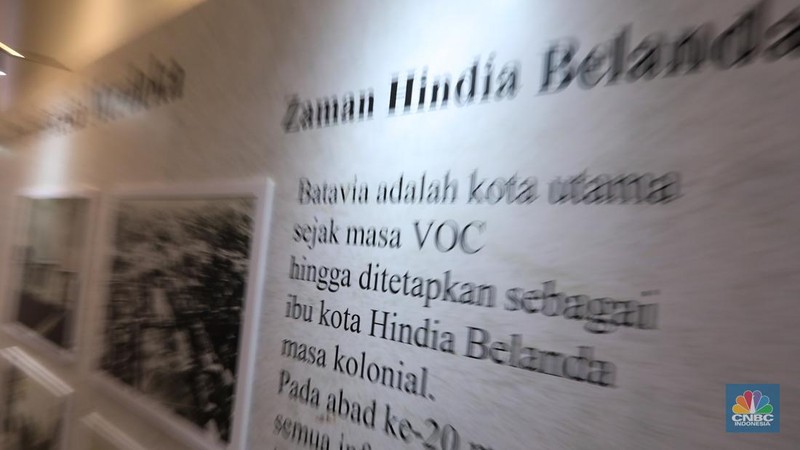 Zaman Hindia Belanda
Batavia adalah kota utama
sejak masa VOC
hingga ditetapkan sebagai
ibu kota Hindia Belanda
masa kolonial.
Pada abad ke-20
semua
CNBC
INDONESIA